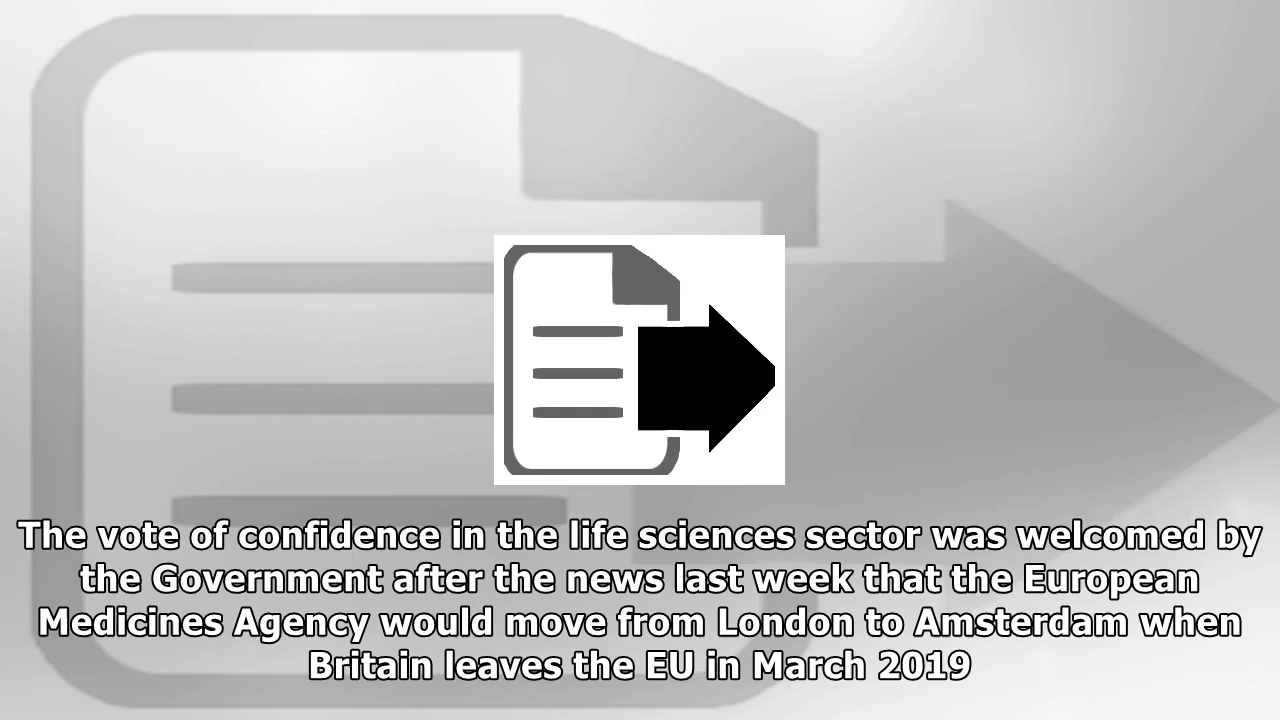 The vote of confidence in the life sciences sector was welcomed by
the Government after the news last week that the European
Medicines Agency would move from London to Amsterdam when
Britain leaves the EU in March 2019